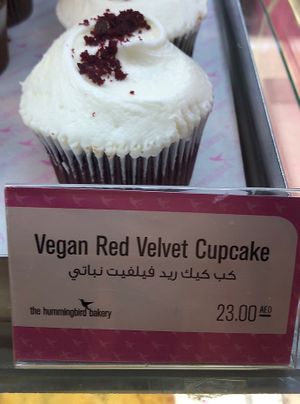 Vegan Red Velvet Cupcake
كب كيك ريد فيلفيت نباتي
the hummingbird bakery
23.00 AED